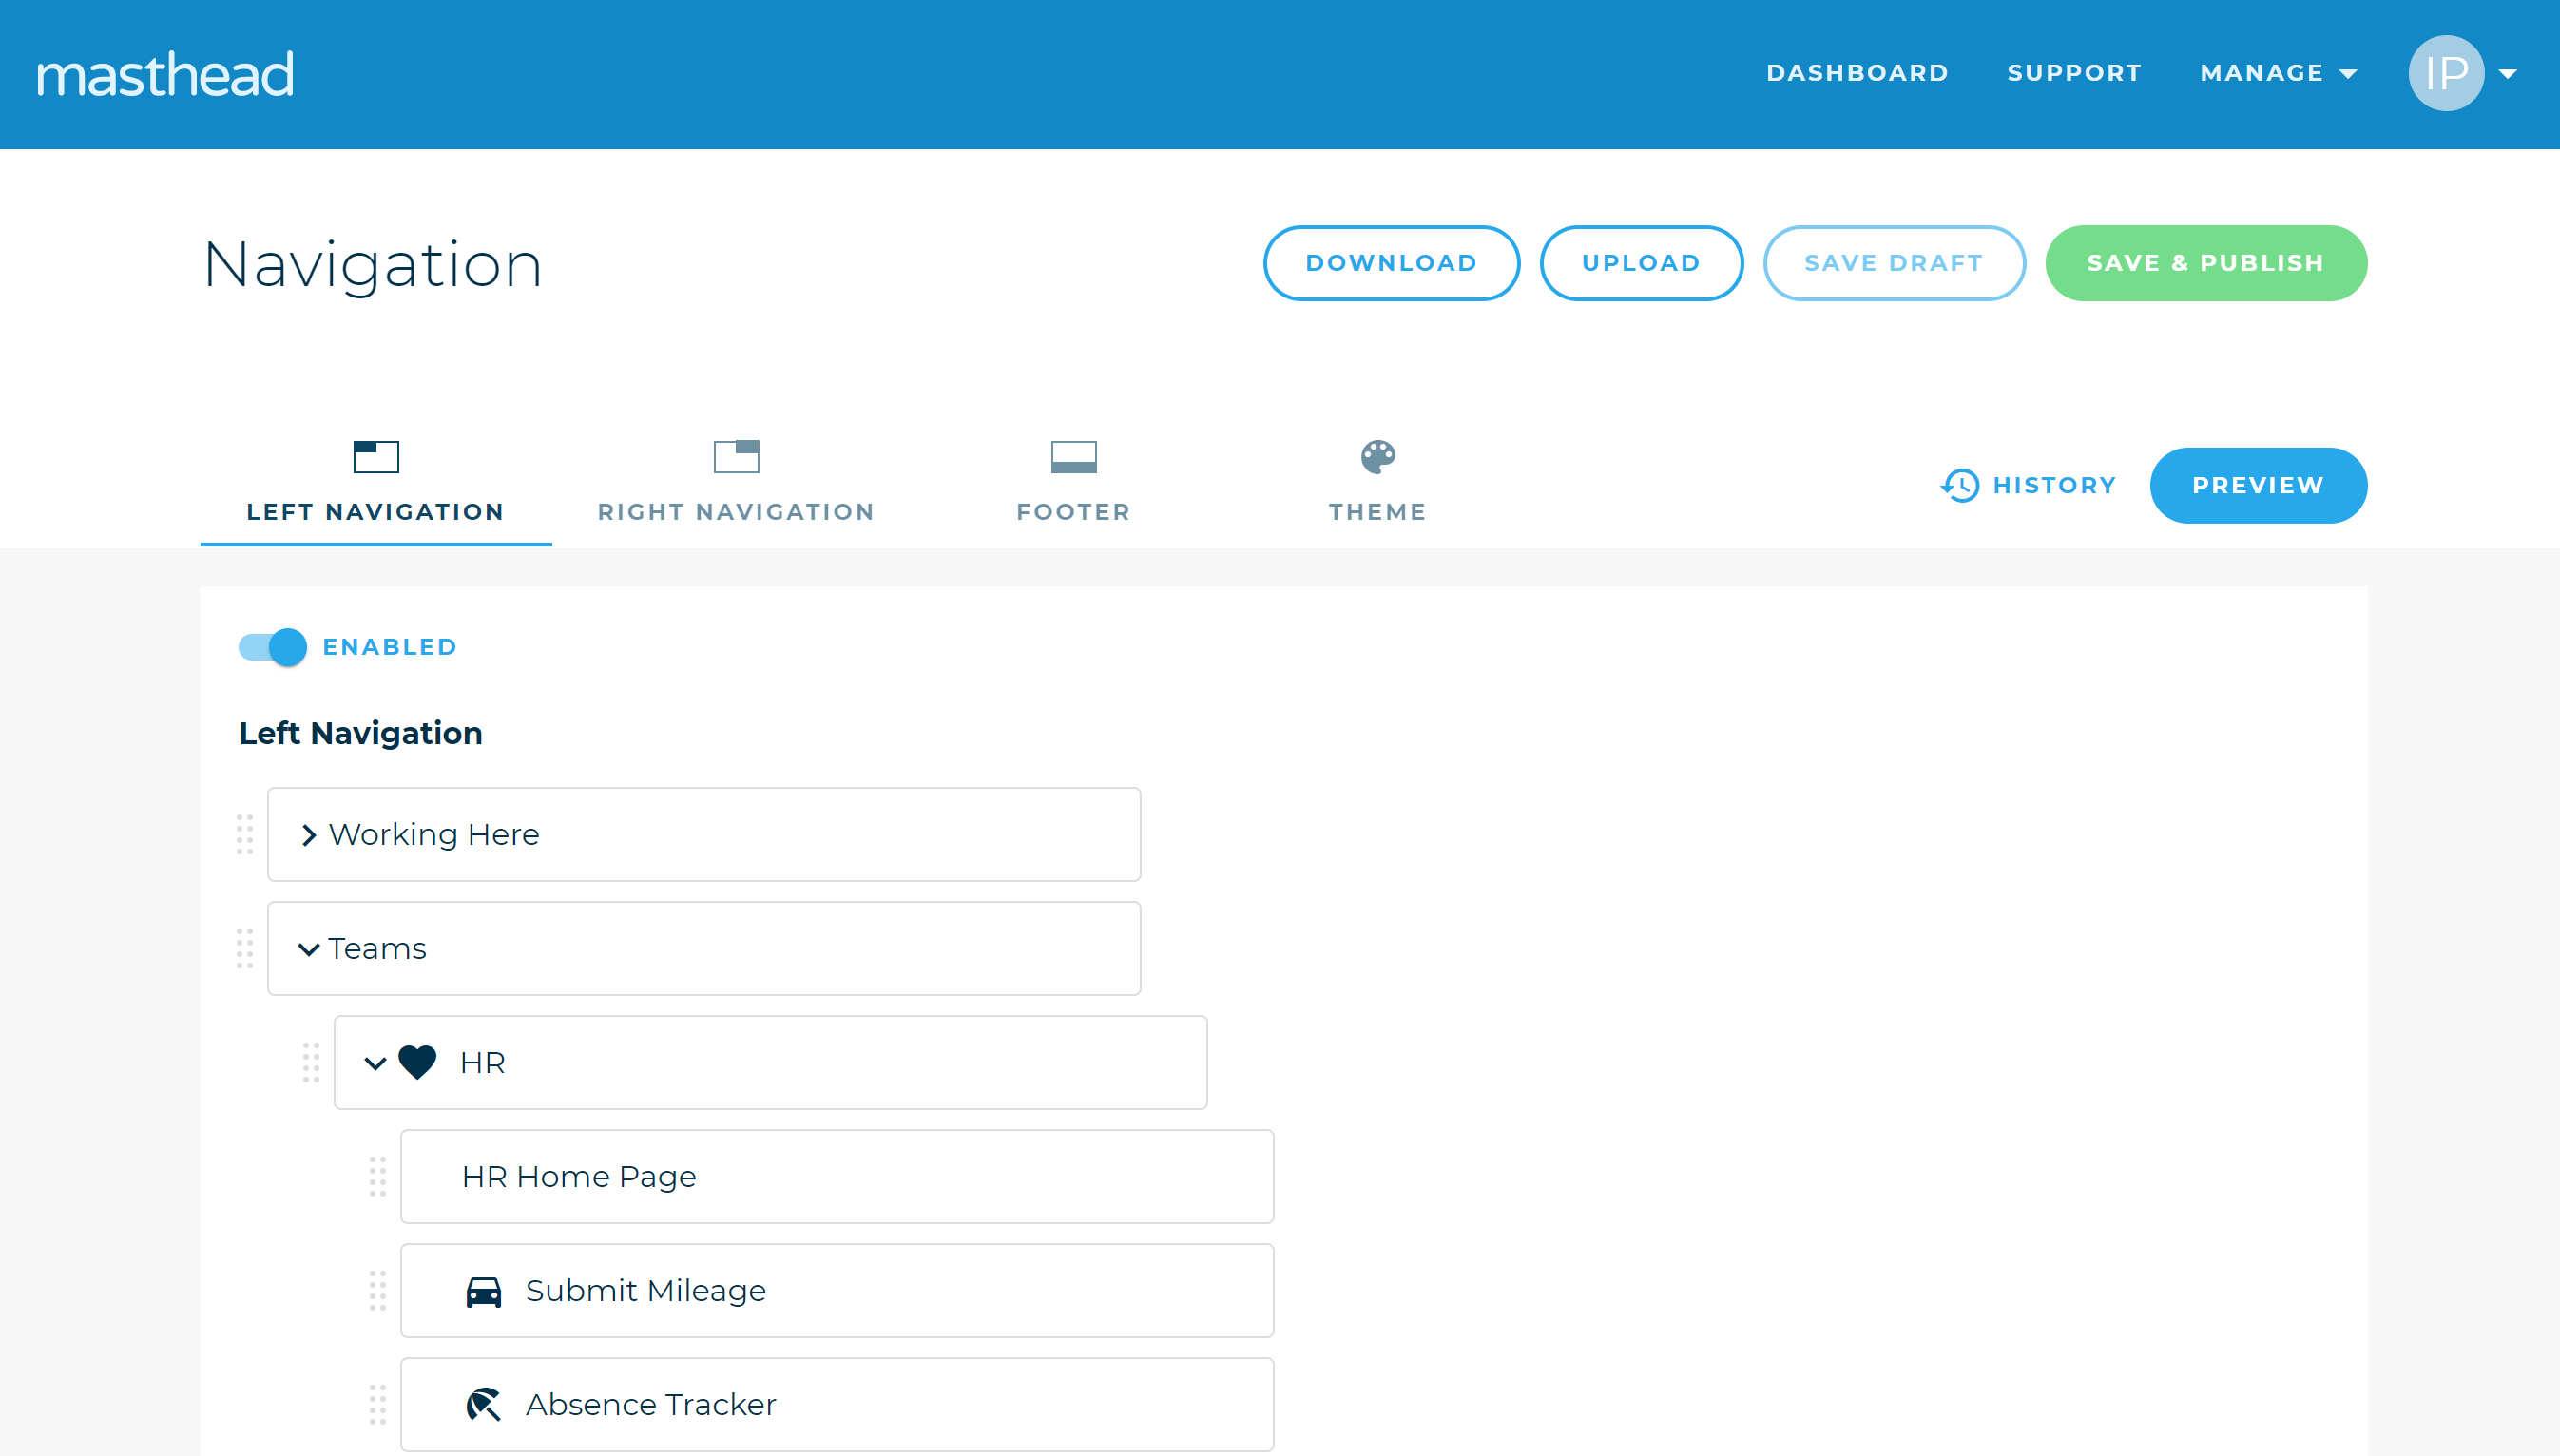 masthead
DASHBOARD SUPPORT MANAGE IP
Navigation
DOWNLOAD UPLOAD SAVE DRAFT SAVE & PUBLISH
LEFT NAVIGATION RIGHT NAVIGATION FOOTER THEME
HISTORY PREVIEW
ENABLED
Left Navigation
Working Here
Teams
HR
HR Home Page
Submit Mileage
Absence Tracker